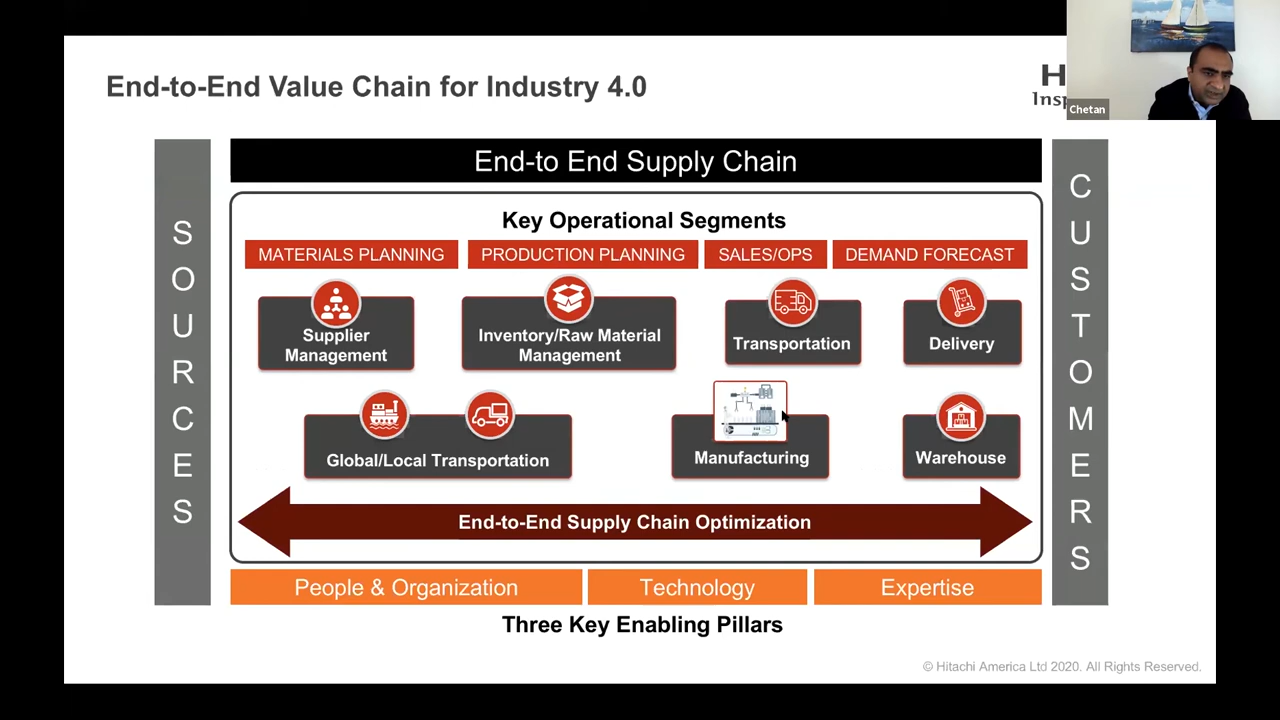 End-to-End Value Chain for Industry 4.0
H
Insp
Chetan
SOURCES
End-to End Supply Chain
Key Operational Segments
MATERIALS PLANNING
PRODUCTION PLANNING
SALES/OPS
DEMAND FORECAST
Supplier
Management
Inventory/Raw Material
Management
Transportation
Delivery
Global/Local Transportation
Manufacturing
Warehouse
End-to-End Supply Chain Optimization
CUSTOMERS
People & Organization
Technology
Expertise
Three Key Enabling Pillars
© Hitachi America Ltd 2020. All Rights Reserved.